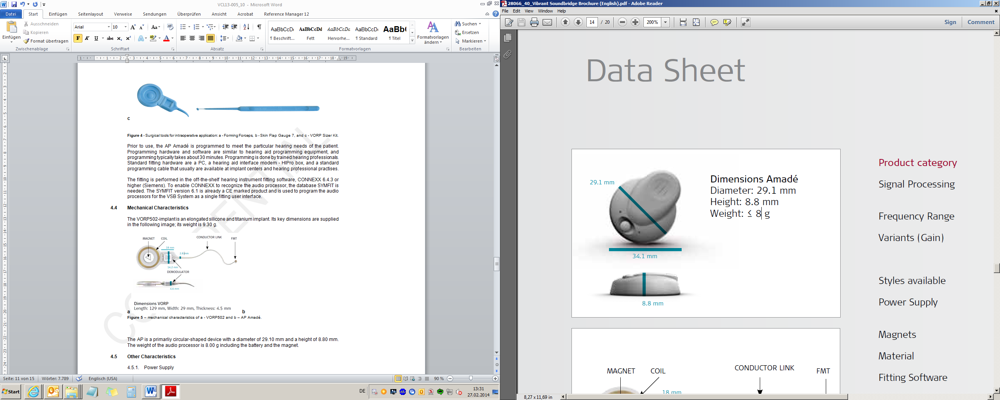 VCL13-005_10 - Microsoft Word
Datei Start Einfügen Seitenlayout Verweise Sendungen Überprüfen Ansicht Acrobat Reference Manager 12
Einfügen
Ausschneiden
Kopieren
Format übertragen
Zwischenablage
Arial 10
F K U abc x₂ x²
Schriftart
Absatz
AaBbCcDc AaBbCcDd AaBbCcDc AaBbCcDc AaBb(
¶ Beschrift... Fett Hervorhe... ¶ Standard ¶ Titel
Formatvorlagen ändern
Formatvorlagen
Suchen
Ersetzen
Markieren
Bearbeiten
c
Figure 4 - Surgical tools for intraoperative application: a - Forming Forceps, b - Skin Flap Gauge 7, and c - VORP Sizer Kit.
Prior to use, the AP Amadé is programmed to meet the particular hearing needs of the patient.
Programming hardware and software are similar to hearing aid programming equipment, and
programming typically takes about 30 minutes. Programming is done by trained hearing professionals.
Standard fitting hardware are a PC, a hearing aid interface modem - HIPro box, and a standard
programming cable that usually are available at implant centers and hearing professional practises.
The fitting is performed in the off-the-shelf hearing instrument fitting software, CONNEXX 6.4.3 or
higher (Siemens). To enable CONNEXX to recognize the audio processor, the database SYMFIT is
needed. The SYMFIT version 6.1 is already a CE marked product and is used to program the audio
processors for the VSB System as a single fitting user interface.
4.4 Mechanical Characteristics
The VORP502-implant is an elongated silicone and titanium implant. Its key dimensions are supplied
in the following image; its weight is 9.30 g.
MAGNET COIL CONDUCTOR LINK FMT
18 mm
2.8 mm
14.2 mm
DEMODULATOR
4.6 mm
Dimensions VORP
Length: 129 mm, Width: 29 mm, Thickness: 4.5 mm
a b
Figure 5 – mechanical characteristics of a - VORP502 and b – AP Amadé.
The AP is a primarliy circular-shaped device with a diameter of 29.10 mm and a height of 8.80 mm.
The weight of the audio processor is 8.00 g including the battery and the magnet.
4.5 Other Characteristics
4.5.1. Power Supply
Seite: 11 von 15 Wörter: 7.789 Englisch (USA) 90 %
Start
DE
13:31
27.02.2014
28066_40_Vibrant Soundbridge Brochure (English).pdf - Adobe Reader
File Edit View Window Help
14 / 20 200% Sign Comment
Data Sheet
29.1 mm
34.1 mm
8.8 mm
Dimensions Amadé
Diameter: 29.1 mm
Height: 8.8 mm
Weight: ≤ 8 g
Product category
Signal Processing
Frequency Range
Variants (Gain)
Styles available
Power Supply
Magnets
Material
Fitting Software
MAGNET COIL CONDUCTOR LINK FMT
18 mm
8,27 x 11,69 in